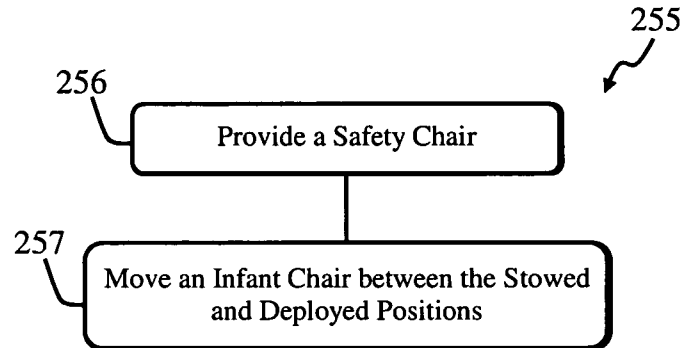 255
256
Provide a Safety Chair
257
Move an Infant Chair between the Stowed
and Deployed Positions